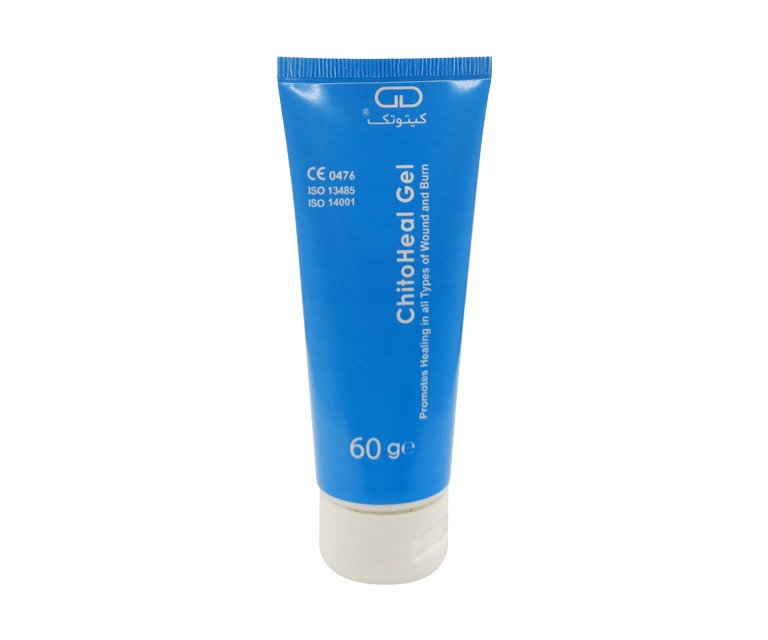 کیتوتک®
CE 0476
ISO 13485
ISO 14001
ChitoHeal Gel
Promotes Healing in all Types of Wound and Burn
60 g℮